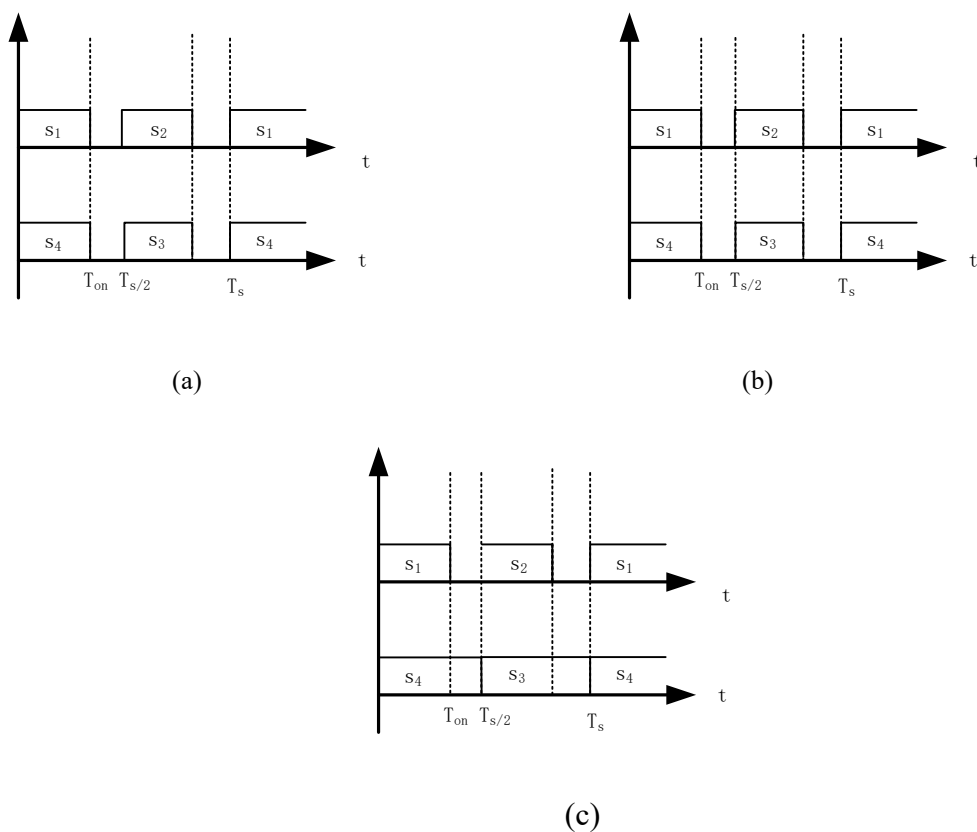 s₁ s₂ s₁
t
s₄ s₃ s₄
t
Tₒₙ Tₛ/₂ Tₛ
(a)
s₁ s₂ s₁
t
s₄ s₃ s₄
t
Tₒₙ Tₛ/₂ Tₛ
(b)
s₁ s₂ s₁
t
s₄ s₃ s₄
t
Tₒₙ Tₛ/₂ Tₛ
(c)